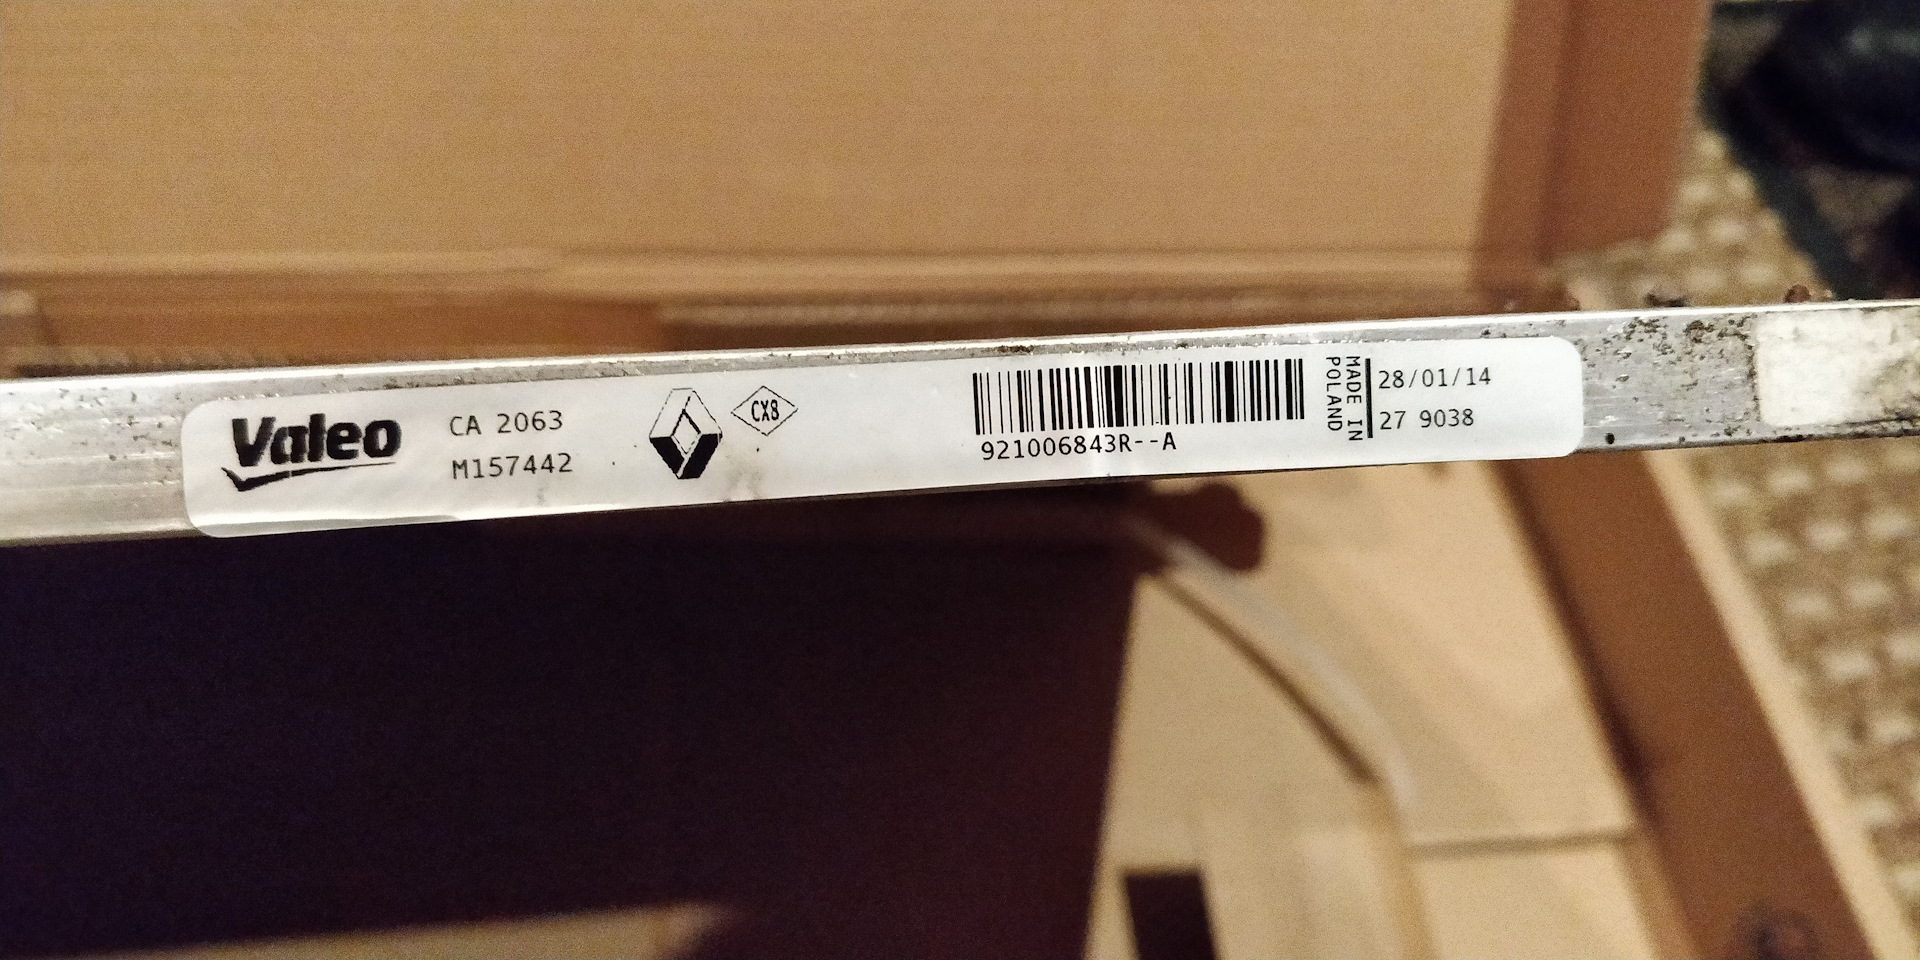 Valeo
CA 2063
M157442
CX8
921006843R--A
MADE IN
POLAND
28/01/14
27 9038